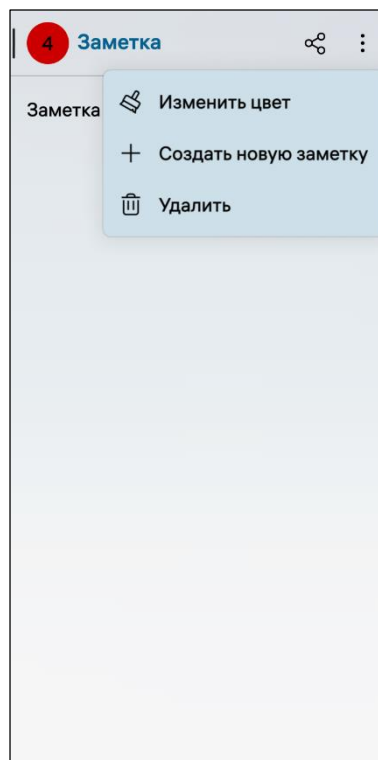 4 Заметка
Заметка
Изменить цвет
Создать новую заметку
Удалить